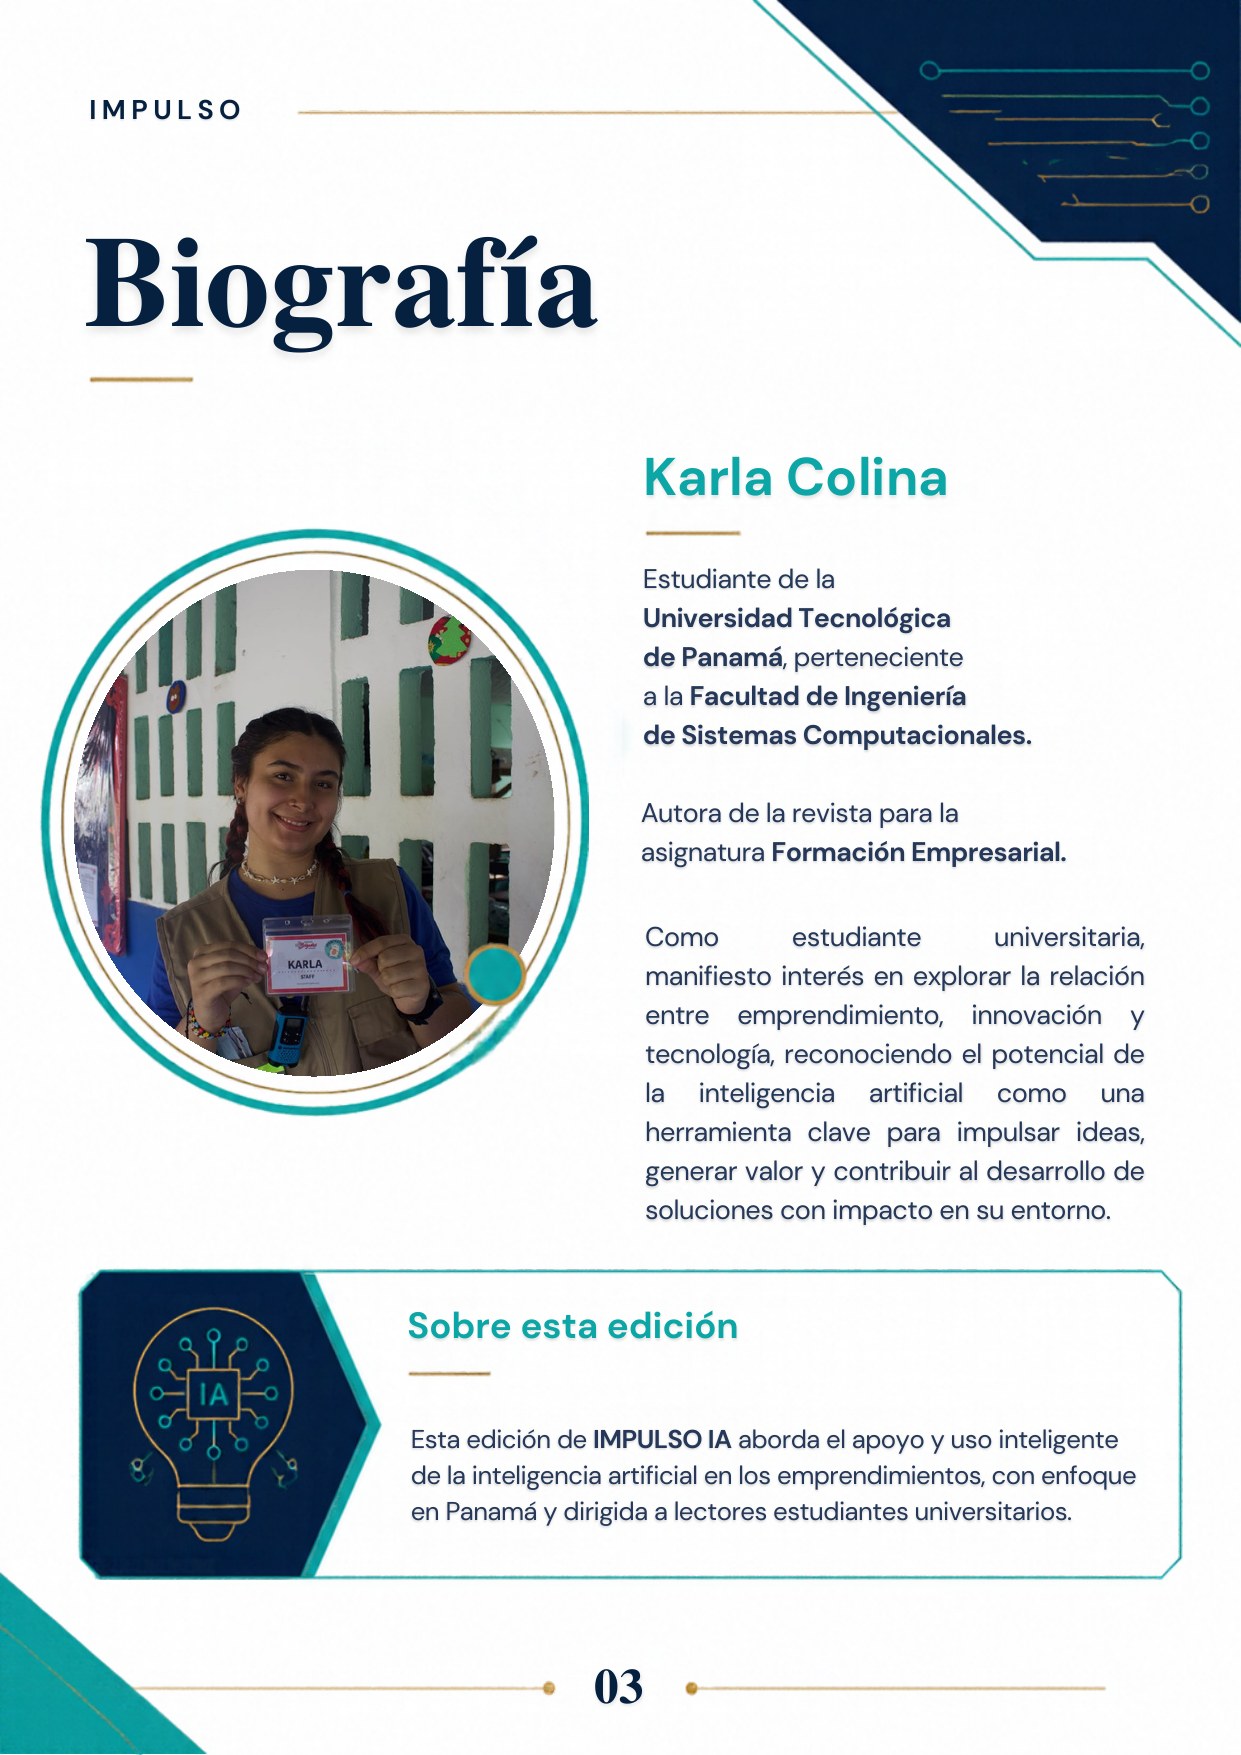 IMPULSO
Biografía
Karla Colina
Estudiante de la
Universidad Tecnológica
de Panamá, perteneciente
a la Facultad de Ingeniería
de Sistemas Computacionales.
Autora de la revista para la
asignatura Formación Empresarial.
Como estudiante universitaria,
manifiesto interés en explorar la relación
entre emprendimiento, innovación y
tecnología, reconociendo el potencial de
la inteligencia artificial como una
herramienta clave para impulsar ideas,
generar valor y contribuir al desarrollo de
soluciones con impacto en su entorno.
KARLA
STAFF
Sobre esta edición
IA
Esta edición de IMPULSO IA aborda el apoyo y uso inteligente
de la inteligencia artificial en los emprendimientos, con enfoque
en Panamá y dirigida a lectores estudiantes universitarios.
03